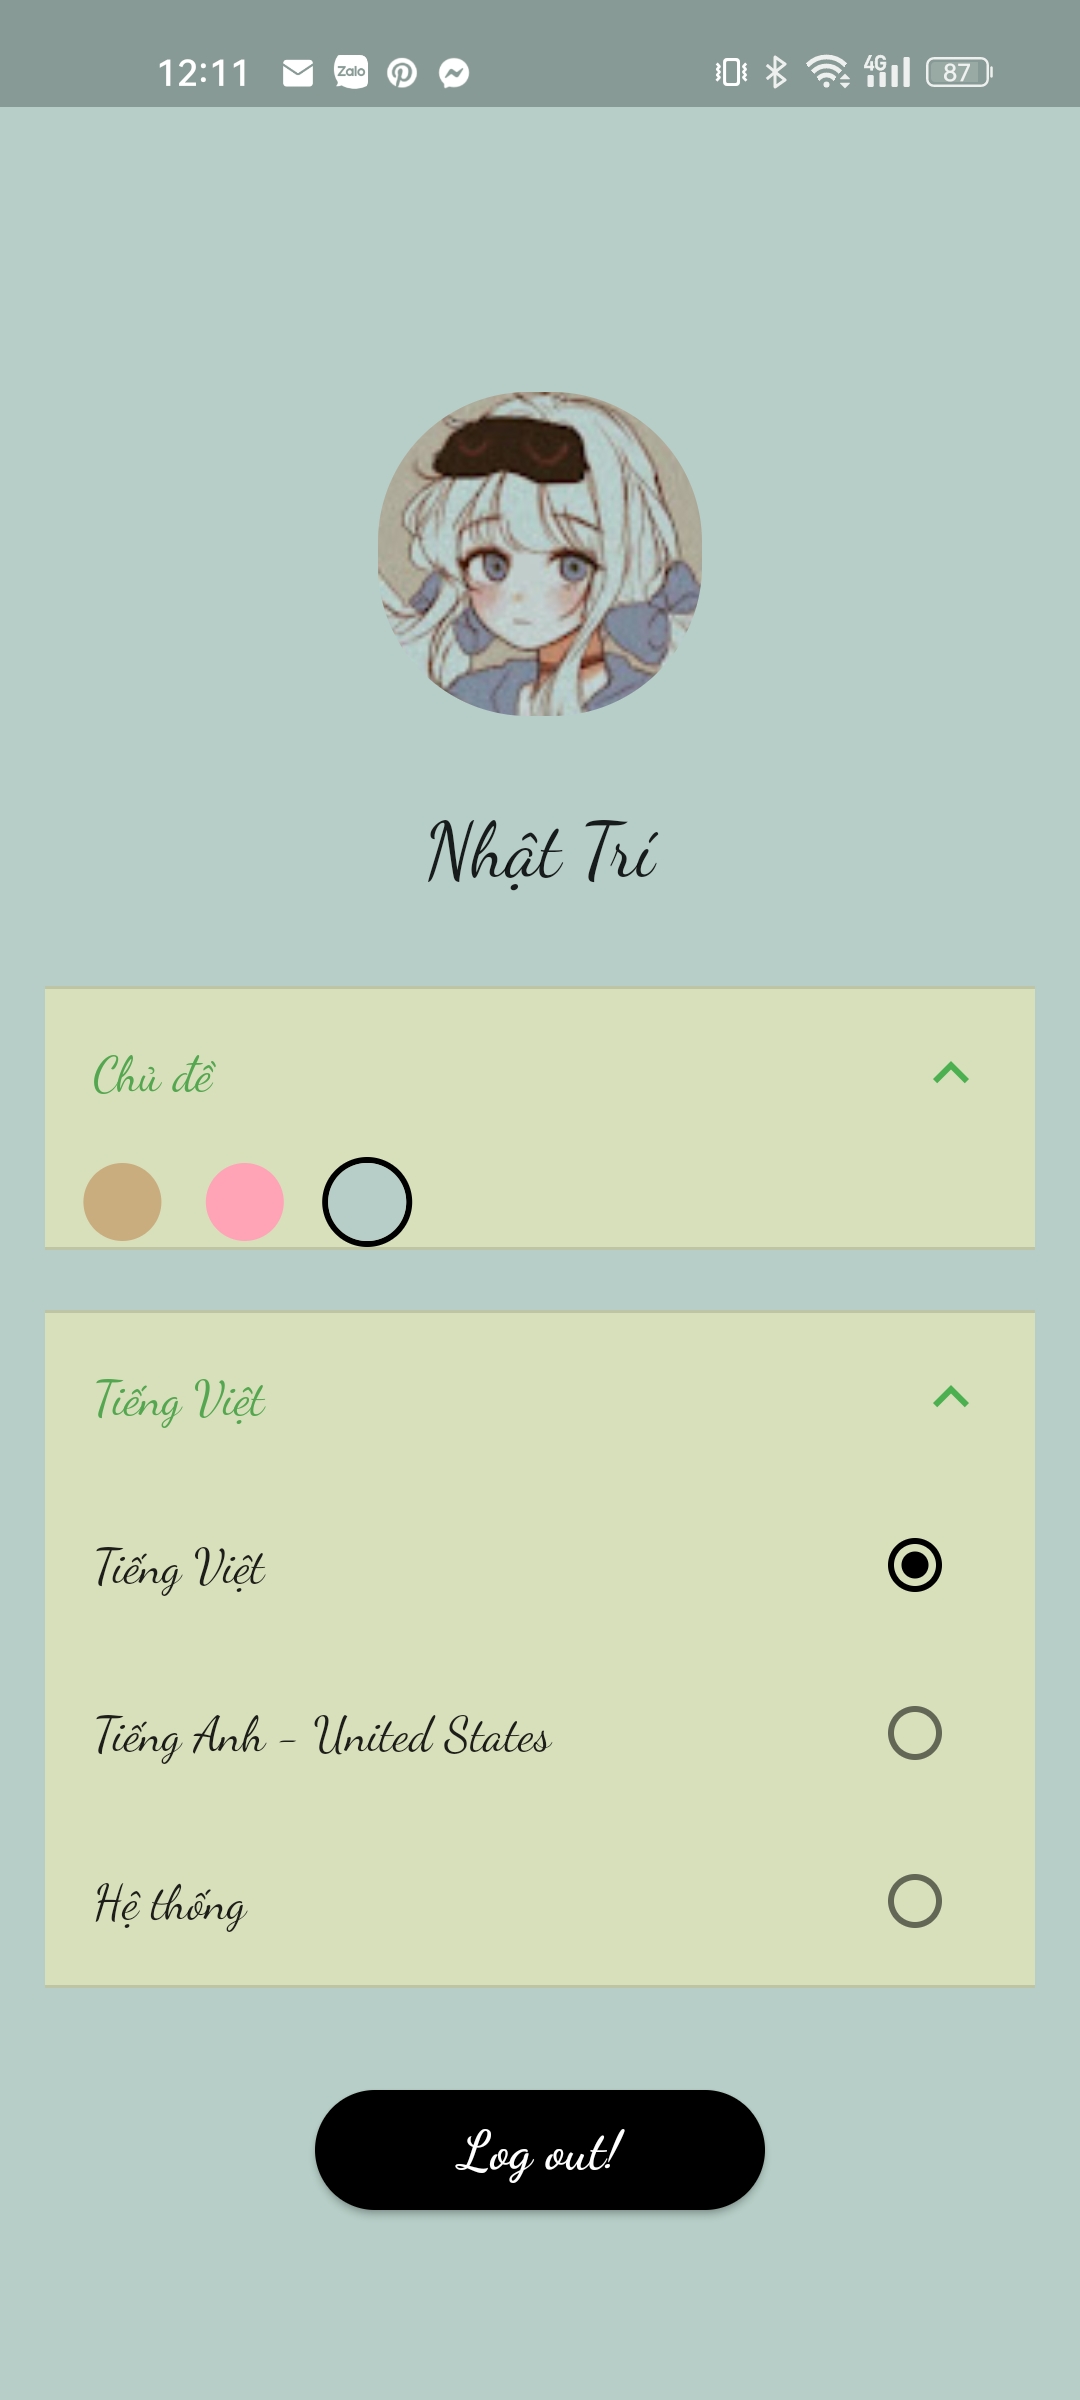 12:11 Zalo 4G 87
Nhật Trí
Chủ đề
Tiếng Việt
Tiếng Việt
Tiếng Anh - United States
Hệ thống
Log out!